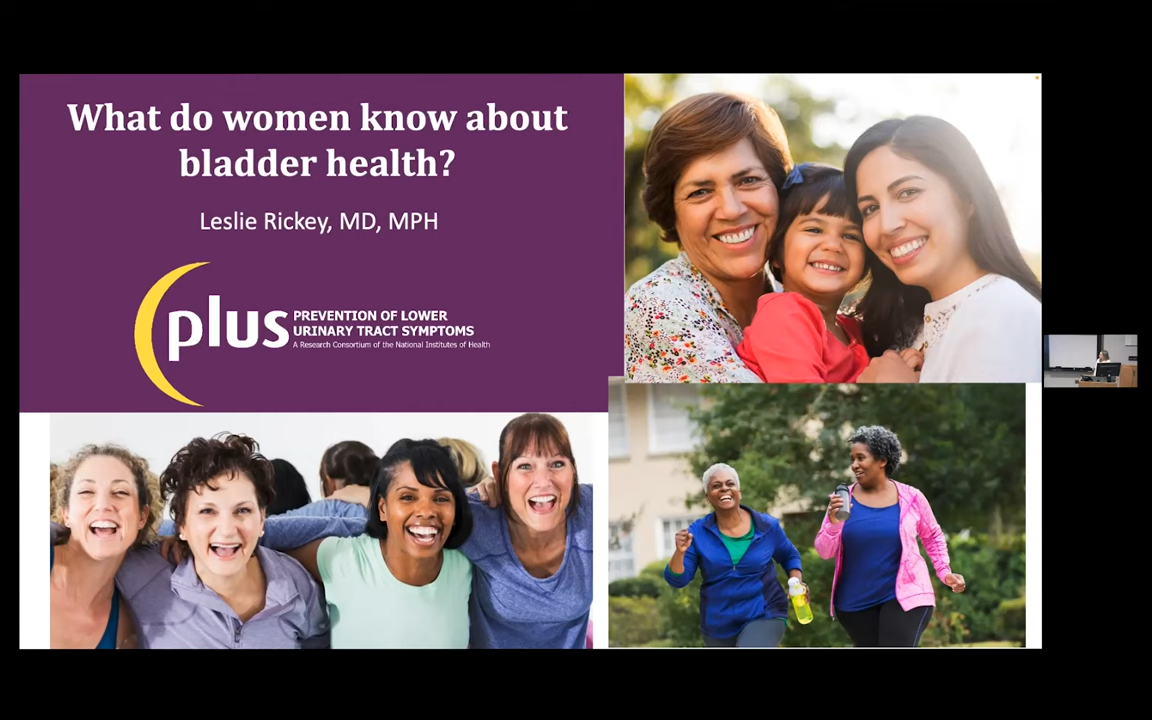 What do women know about
bladder health?
Leslie Rickey, MD, MPH
plus
PREVENTION OF LOWER
URINARY TRACT SYMPTOMS
A Research Consortium of the National Institutes of Health